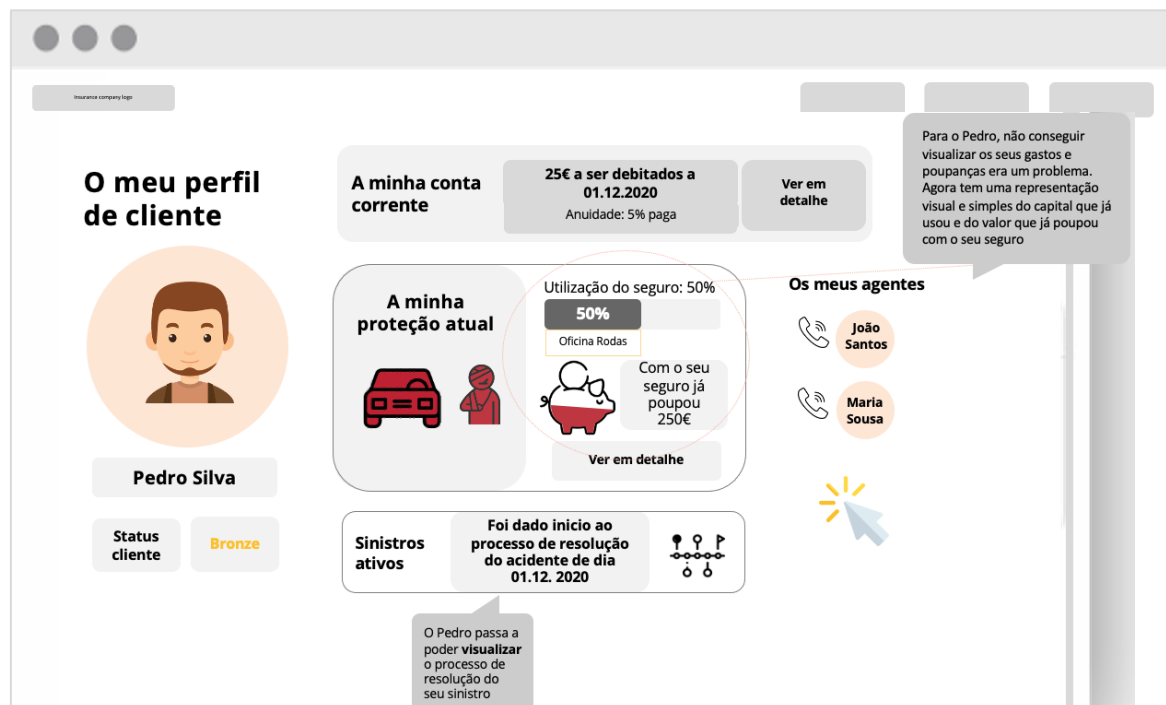 Insurance company logo
O meu perfil
de cliente
Pedro Silva
Status
cliente
Bronze
A minha conta
corrente
25€ a ser debitados a
01.12.2020
Anuidade: 5% paga
Ver em
detalhe
A minha
proteção atual
Utilização do seguro: 50%
50%
Oficina Rodas
Com o seu
seguro já
poupou
250€
Ver em detalhe
Sinistros
ativos
Foi dado inicio ao
processo de resolução
do acidente de dia
01.12. 2020
O Pedro passa a
poder visualizar
o processo de
resolução do
seu sinistro
Para o Pedro, não conseguir
visualizar os seus gastos e
poupanças era um problema.
Agora tem uma representação
visual e simples do capital que já
usou e do valor que já poupou
com o seu seguro
Os meus agentes
João
Santos
Maria
Sousa